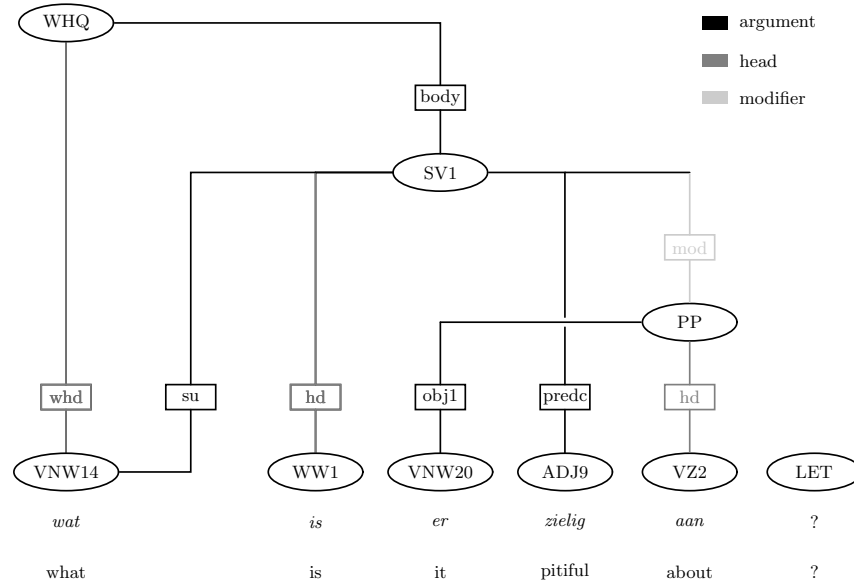 WHQ
argument
head
modifier
body
SV1
mod
PP
whd su hd obj1 predc hd
VNW14 WW1 VNW20 ADJ9 VZ2 LET
wat is er zielig aan ?
what is it pitiful about ?